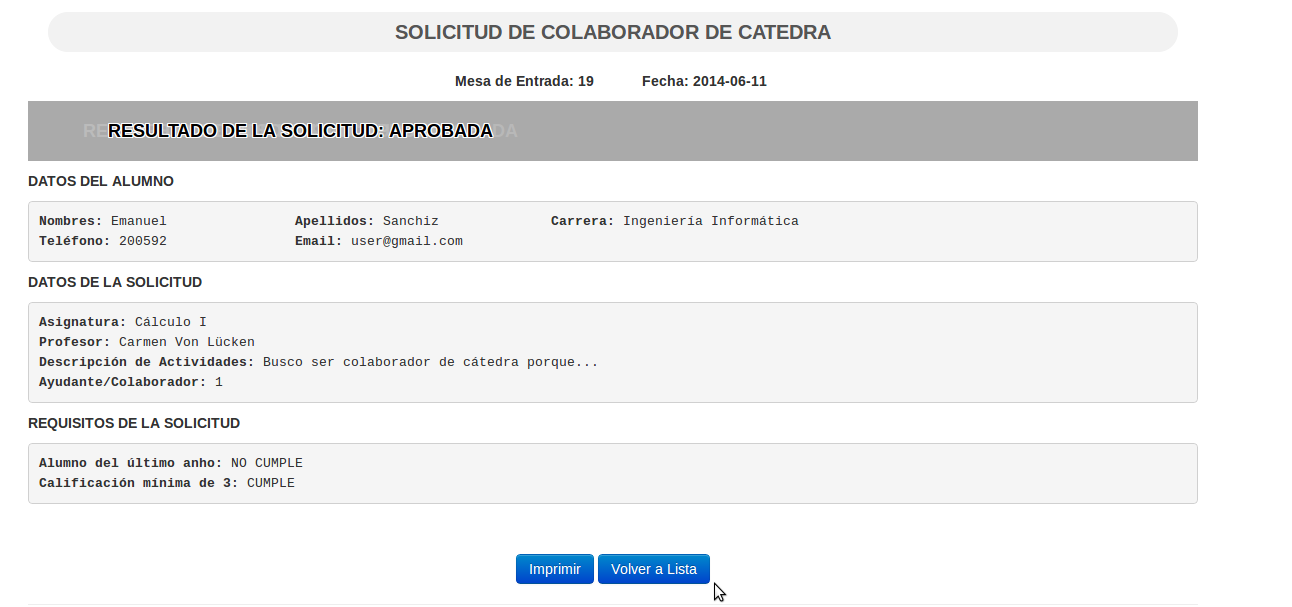 SOLICITUD DE COLABORADOR DE CATEDRA
Mesa de Entrada: 19 Fecha: 2014-06-11
RESULTADO DE LA SOLICITUD: APROBADA
DATOS DEL ALUMNO
Nombres: Emanuel Apellidos: Sanchiz Carrera: Ingeniería Informática
Teléfono: 200592 Email: user@gmail.com
DATOS DE LA SOLICITUD
Asignatura: Cálculo I
Profesor: Carmen Von Lücken
Descripción de Actividades: Busco ser colaborador de cátedra porque...
Ayudante/Colaborador: 1
REQUISITOS DE LA SOLICITUD
Alumno del último anho: NO CUMPLE
Calificación mínima de 3: CUMPLE
Imprimir Volver a Lista